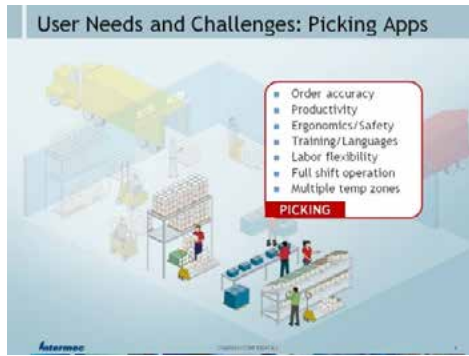 User Needs and Challenges: Picking Apps
Order accuracy
Productivity
Ergonomics/Safety
Training/Languages
Labor flexibility
Full shift operation
Multiple temp zones
PICKING
Intermec